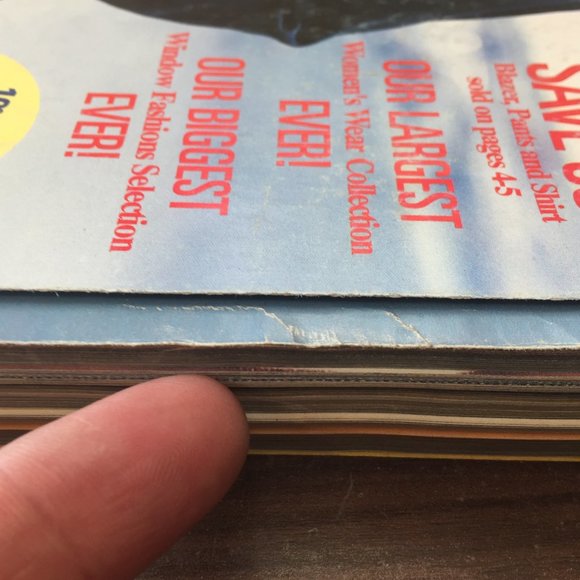 SAVE
Blazer, Pants and Shirt
sold on pages 4-5
OUR LARGEST
Women's Wear Collection
EVER!
OUR BIGGEST
Window Fashions Selection
EVER!